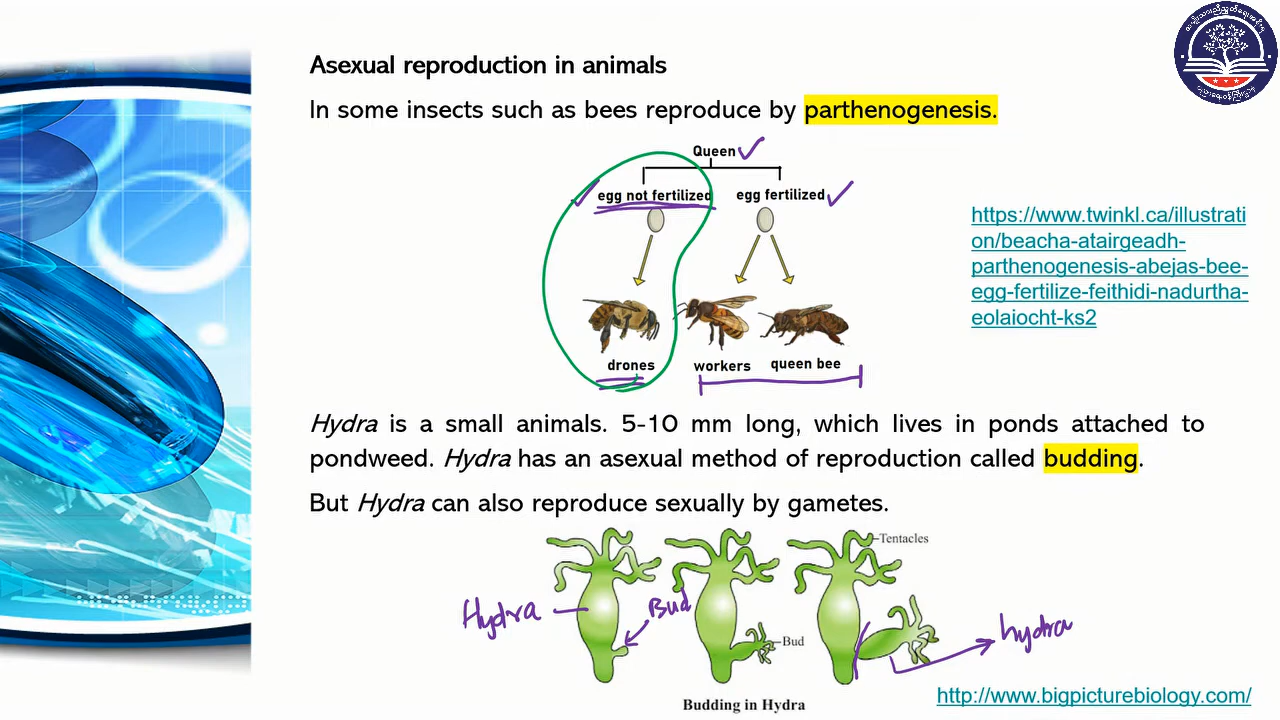 Asexual reproduction in animals
In some insects such as bees reproduce by parthenogenesis.
Queen
egg not fertilized
egg fertilized
drones
workers
queen bee
https://www.twinkl.ca/illustrati
on/beacha-atairgeadh-
parthenogenesis-abejas-bee-
egg-fertilize-feithidi-nadurtha-
eolaiocht-ks2
Hydra is a small animals. 5-10 mm long, which lives in ponds attached to
pondweed. Hydra has an asexual method of reproduction called budding.
But Hydra can also reproduce sexually by gametes.
Tentacles
Hydra
Bud
Bud
hydra
Budding in Hydra
http://www.bigpicturebiology.com/